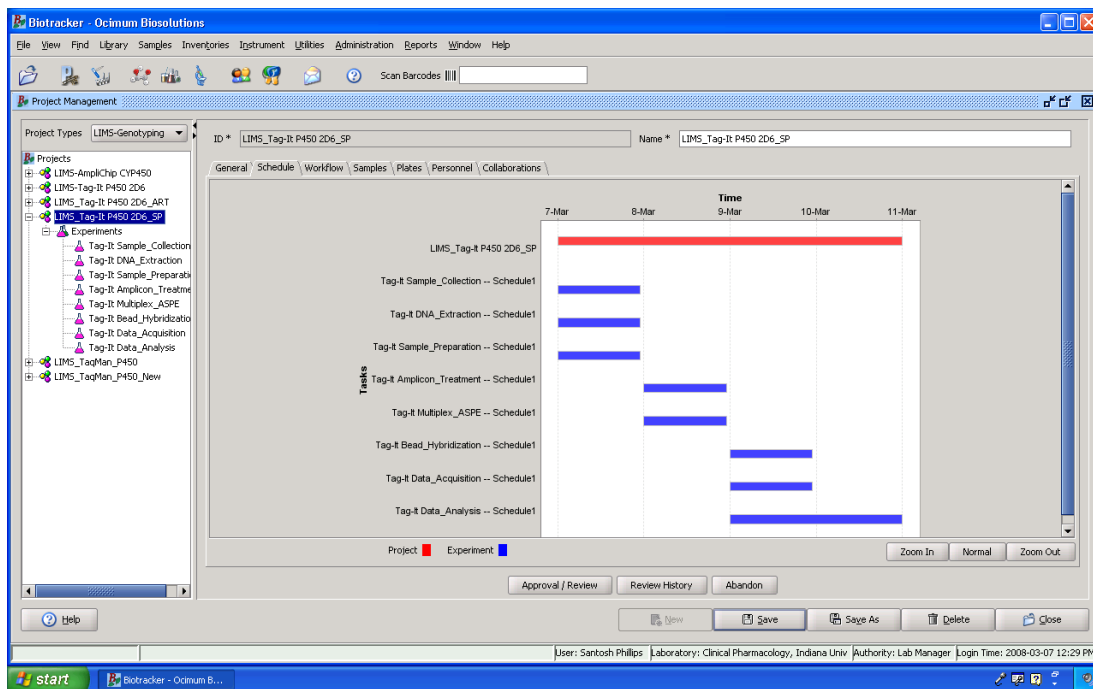 Biotracker - Ocimum Biosolutions
File View Find Library Samples Inventories Instrument Utilities Administration Reports Window Help
Scan Barcodes
Project Management
Project Types LIMS-Genotyping
ID * LIMS_Tag-It P450 2D6_SP Name * LIMS_Tag-It P450 2D6_SP
General Schedule Workflow Samples Plates Personnel Collaborations
Projects
LIMS-AmpliChip CYP450
LIMS-Tag-It P450 2D6
LIMS_Tag-It P450 2D6_ART
LIMS_Tag-It P450 2D6_SP
Experiments
Tag-It Sample_Collection
Tag-It DNA_Extraction
Tag-It Sample_Preparati
Tag-It Amplicon_Treatme
Tag-It Multiplex_ASPE
Tag-It Bead_Hybridizatio
Tag-It Data_Acquisition
Tag-It Data_Analysis
LIMS_TaqMan_P450
LIMS_TaqMan_P450_New
Time
7-Mar 8-Mar 9-Mar 10-Mar 11-Mar
Tasks
LIMS_Tag-It P450 2D6_SP
Tag-It Sample_Collection -- Schedule1
Tag-It DNA_Extraction -- Schedule1
Tag-It Sample_Preparation -- Schedule1
Tag-It Amplicon_Treatment -- Schedule1
Tag-It Multiplex_ASPE -- Schedule1
Tag-It Bead_Hybridization -- Schedule1
Tag-It Data_Acquisition -- Schedule1
Tag-It Data_Analysis -- Schedule1
Project Experiment
Zoom In Normal Zoom Out
Approval / Review Review History Abandon
Help New Save Save As Delete Close
User: Santosh Phillips Laboratory: Clinical Pharmacology, Indiana Univ Authority: Lab Manager Login Time: 2008-03-07 12:29 PM
start Biotracker - Ocimum B...